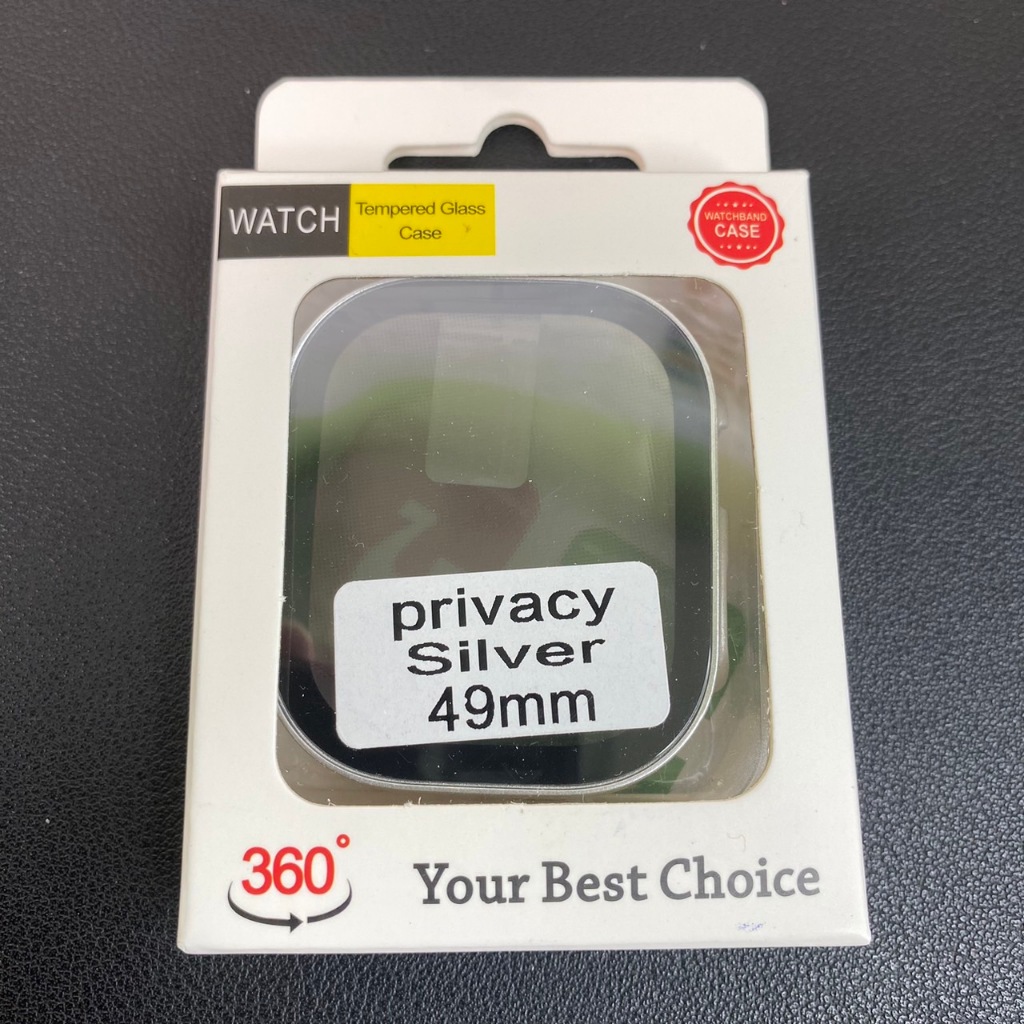 WATCH
Tempered Glass
Case
WATCHBAND
CASE
privacy
Silver
49mm
360°
Your Best Choice